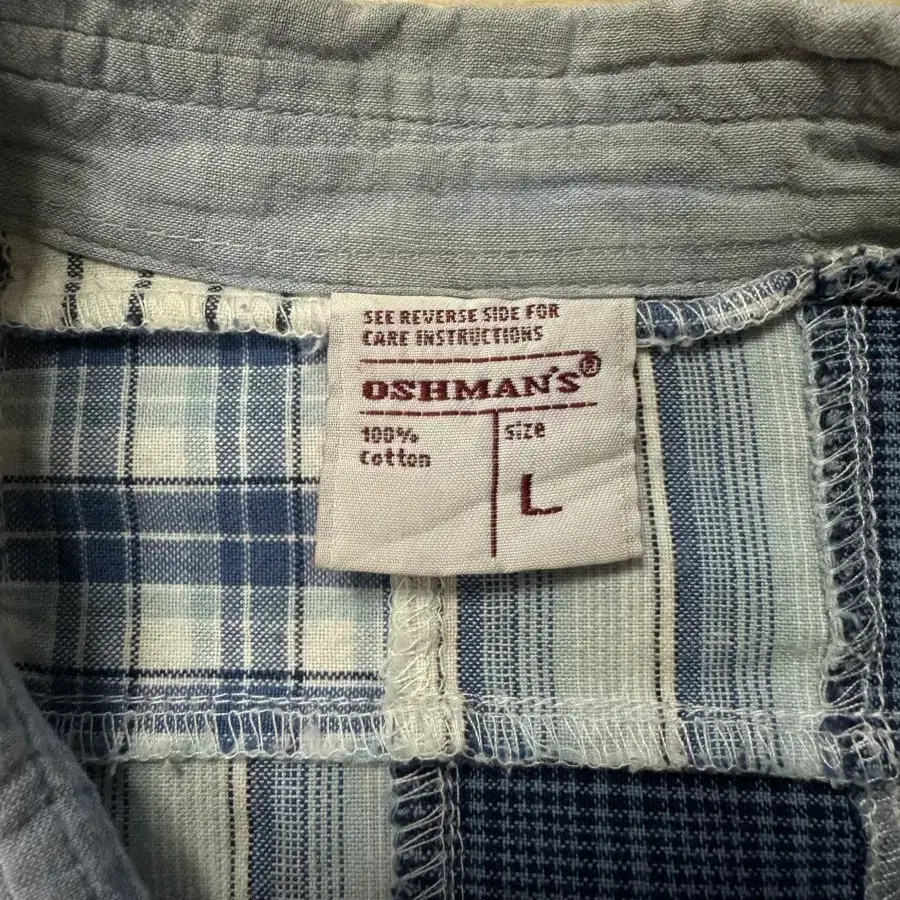 SEE REVERSE SIDE FOR
CARE INSTRUCTIONS
OSHMAN'S®
100% size
Cotton
L